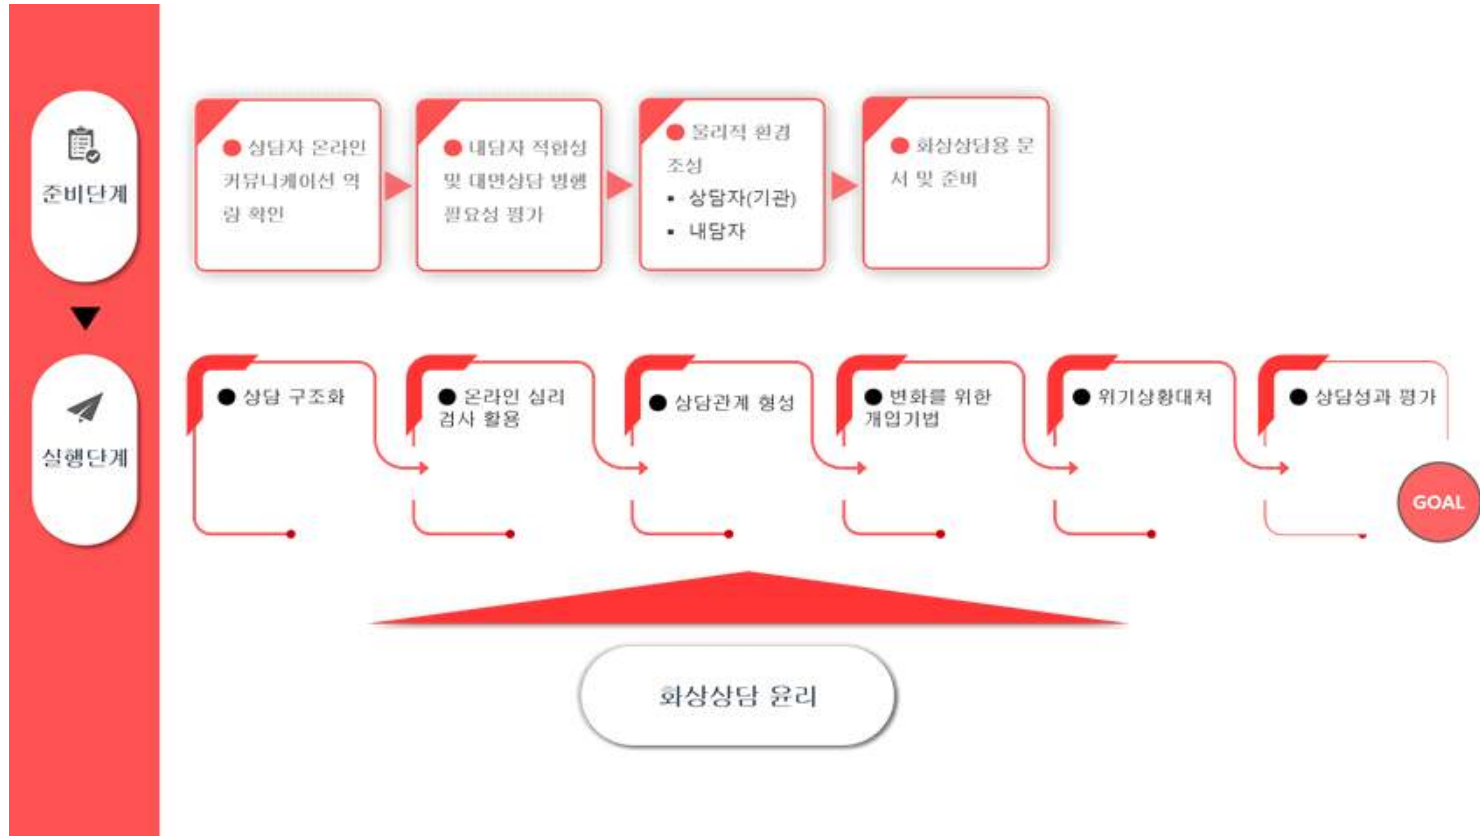 준비단계
● 상담자 온라인
커뮤니케이션 역
량 확인
● 내담자 적합성
및 대면상담 병행
필요성 평가
● 물리적 환경
조성
▪ 상담자(기관)
▪ 내담자
● 화상상담용 문
서 및 준비
실행단계
● 상담 구조화
● 온라인 심리
검사 활용
● 상담관계 형성
● 변화를 위한
개입기법
● 위기상황대처
● 상담성과 평가
GOAL
화상상담 윤리